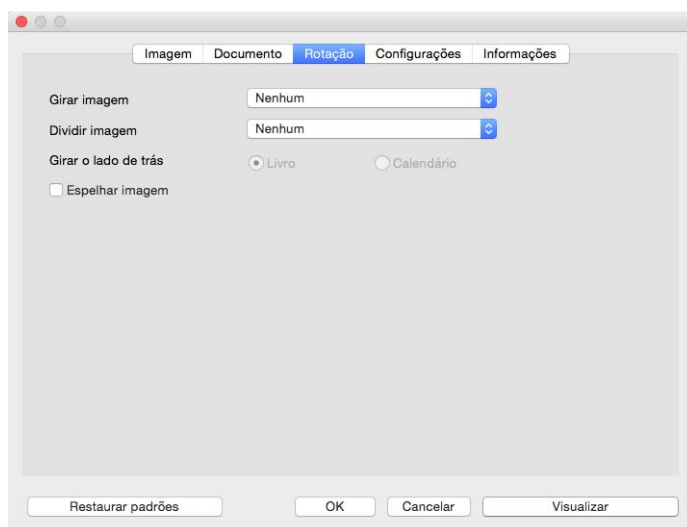 Imagem Documento Rotação Configurações Informações
Girar imagem Nenhum
Dividir imagem Nenhum
Girar o lado de trás Livro Calendário
Espelhar imagem
Restaurar padrões OK Cancelar Visualizar